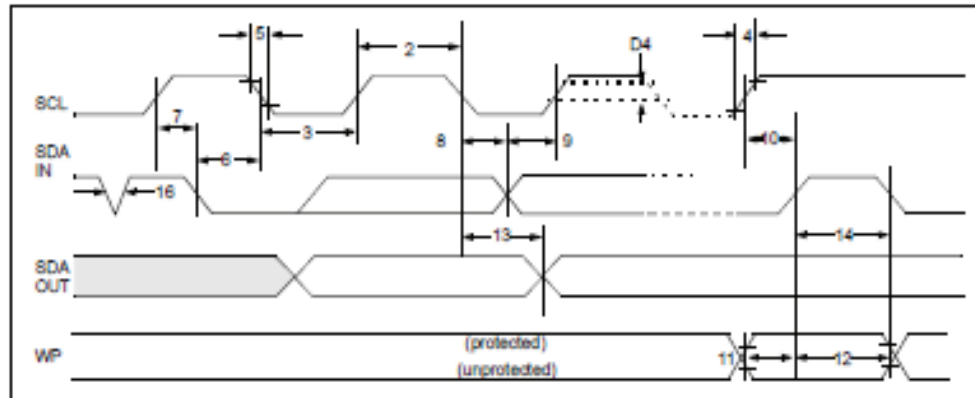 5
2
D4
4
SCL
7
3
8
9
10
SDA
IN
6
16
13
14
SDA
OUT
WP
(protected)
(unprotected)
11
12